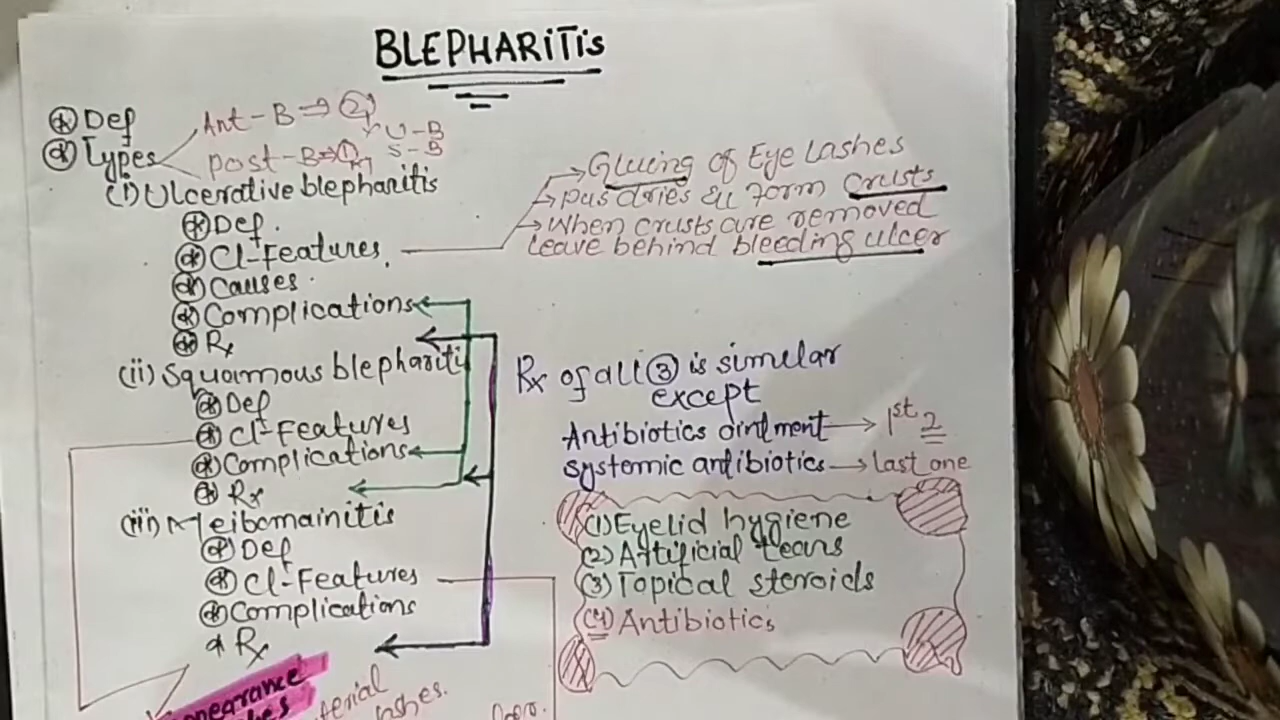 BLEPHARITIS
Def
Types
Ant-B ⇒ 2
U-B
S-B
Post-B ⇒ 1
(i) Ulcerative blepharitis
Def.
Cl-Features
→ Gluing of Eye Lashes
→ Pus dries & form Crusts
→ When crusts are removed
leave behind bleeding ulcer
Causes
Complications
Rx
(ii) Squamous blephariti
Def
Cl-Features
Complications
Rx
(iii) Meibomainitis
Def
Cl-Features
Complications
Rx
Rx of all 3 is similar
except
Antibiotics ointment → 1st 2
Systemic antibiotics → last one
(1) Eyelid hygiene
(2) Artificial tears
(3) Topical steroids
(4) Antibiotics